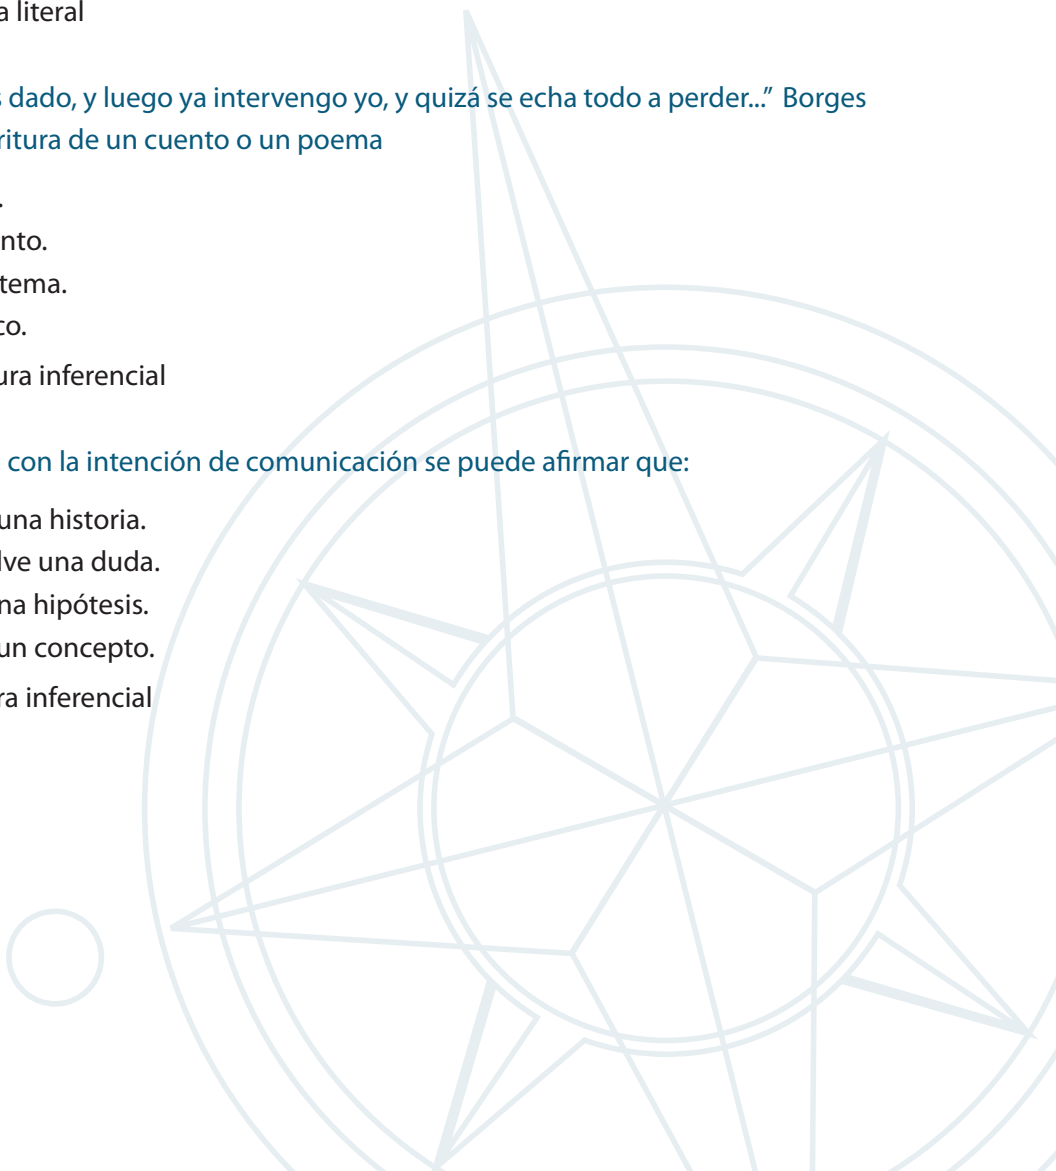 a literal
s dado, y luego ya intervengo yo, y quizá se echa todo a perder..." Borges
ritura de un cuento o un poema
.
nto.
tema.
co.
ura inferencial
con la intención de comunicación se puede afirmar que:
una historia.
lve una duda.
na hipótesis.
un concepto.
ra inferencial